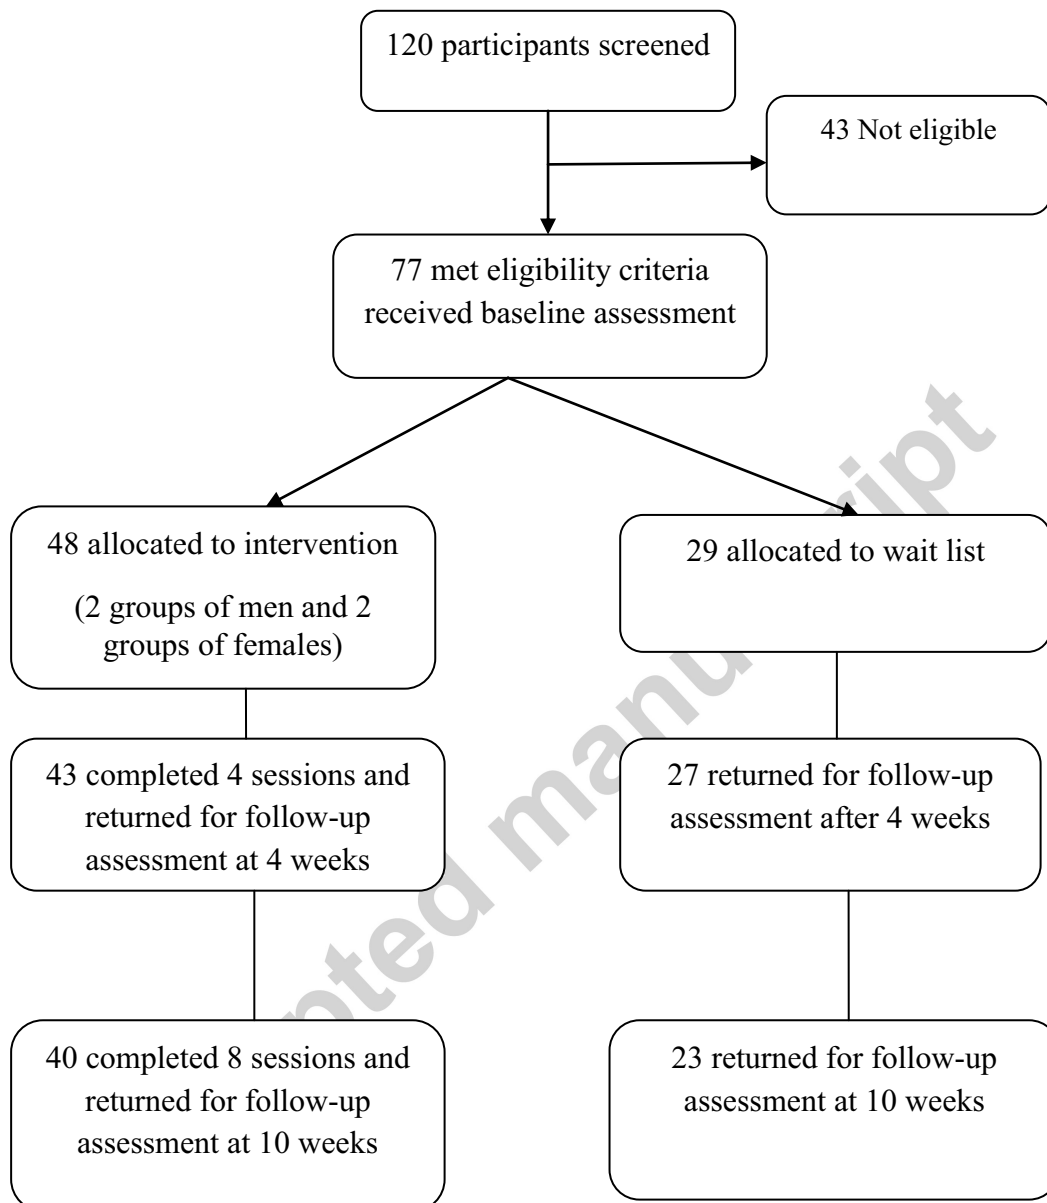 120 participants screened
43 Not eligible
77 met eligibility criteria
received baseline assessment
48 allocated to intervention
(2 groups of men and 2
groups of females)
29 allocated to wait list
43 completed 4 sessions and
returned for follow-up
assessment at 4 weeks
27 returned for follow-up
assessment after 4 weeks
40 completed 8 sessions and
returned for follow-up
assessment at 10 weeks
23 returned for follow-up
assessment at 10 weeks